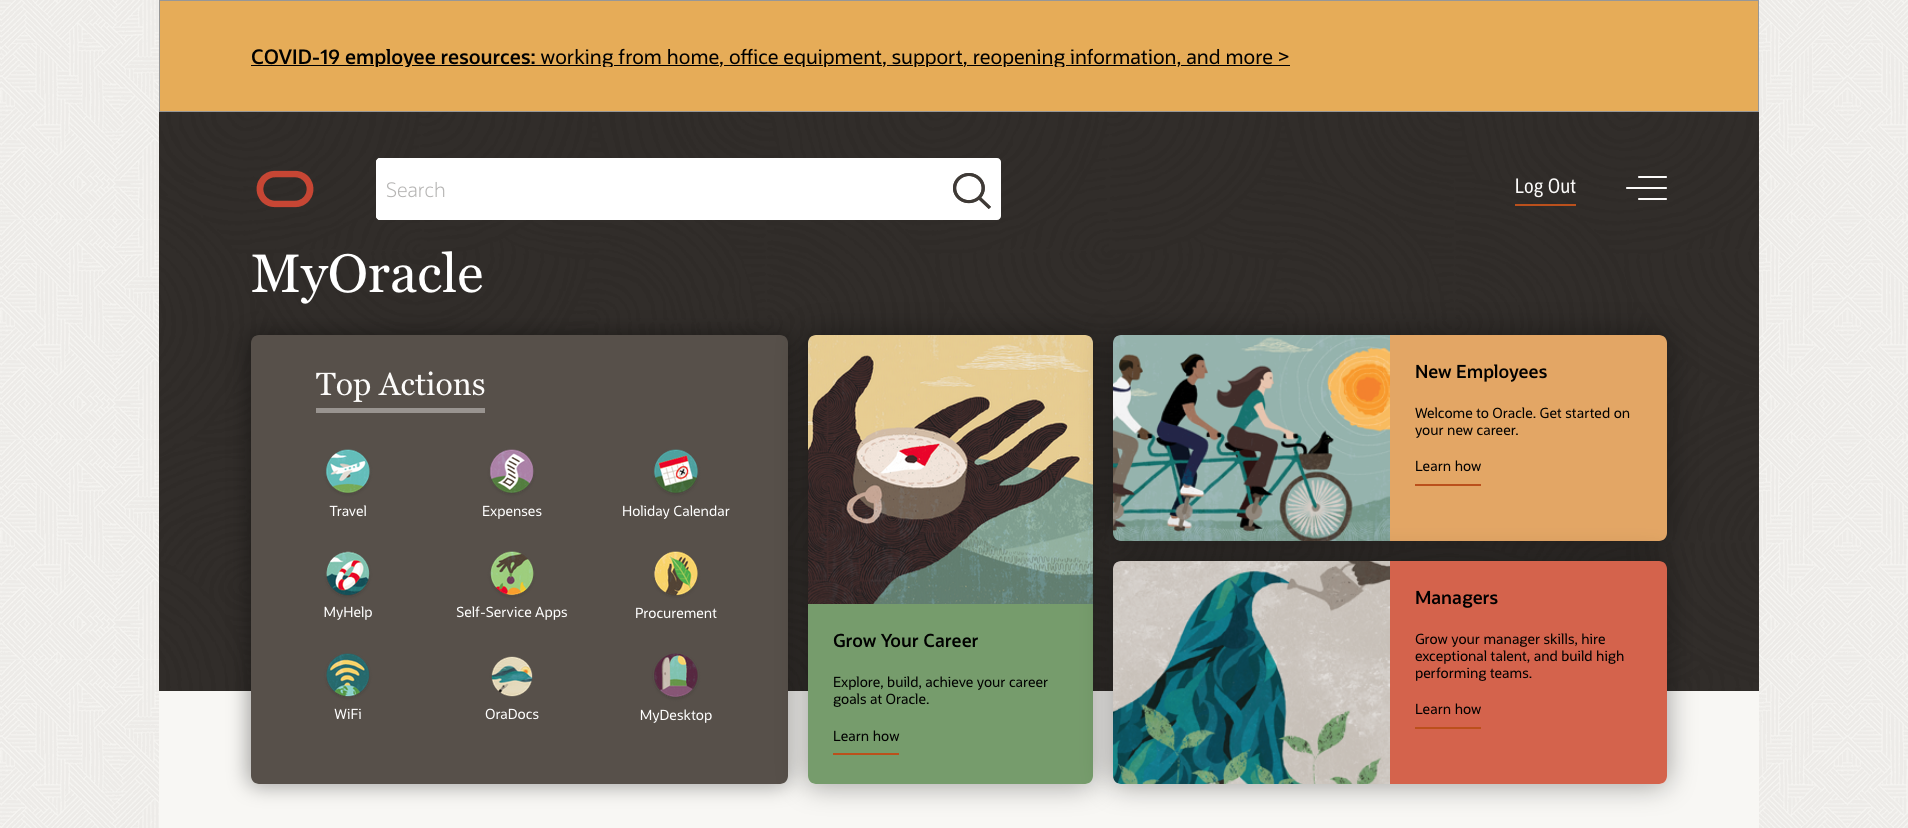 COVID-19 employee resources: working from home, office equipment, support, reopening information, and more >
Search
Log Out
MyOracle
Top Actions
Travel
Expenses
Holiday Calendar
MyHelp
Self-Service Apps
Procurement
WiFi
OraDocs
MyDesktop
Grow Your Career
Explore, build, achieve your career
goals at Oracle.
Learn how
New Employees
Welcome to Oracle. Get started on
your new career.
Learn how
Managers
Grow your manager skills, hire
exceptional talent, and build high
performing teams.
Learn how